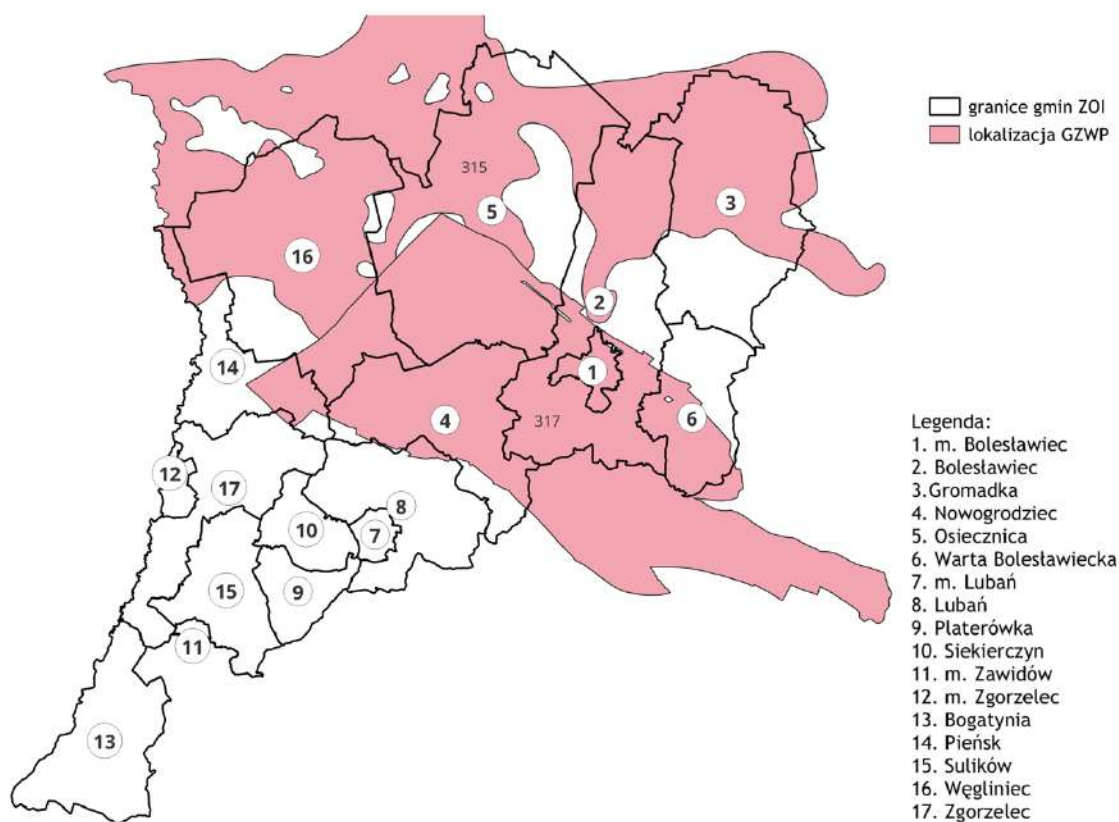 granice gmin ZOI
lokalizacja GZWP
315
3
5
16
2
14
1
4
317
6
12
17
8
10
7
15
9
11
13
Legenda:
1. m. Bolesławiec
2. Bolesławiec
3.Gromadka
4. Nowogrodziec
5. Osiecznica
6. Warta Bolesławiecka
7. m. Lubań
8. Lubań
9. Platerówka
10. Siekierczyn
11. m. Zawidów
12. m. Zgorzelec
13. Bogatynia
14. Pieńsk
15. Sulików
16. Węgliniec
17. Zgorzelec